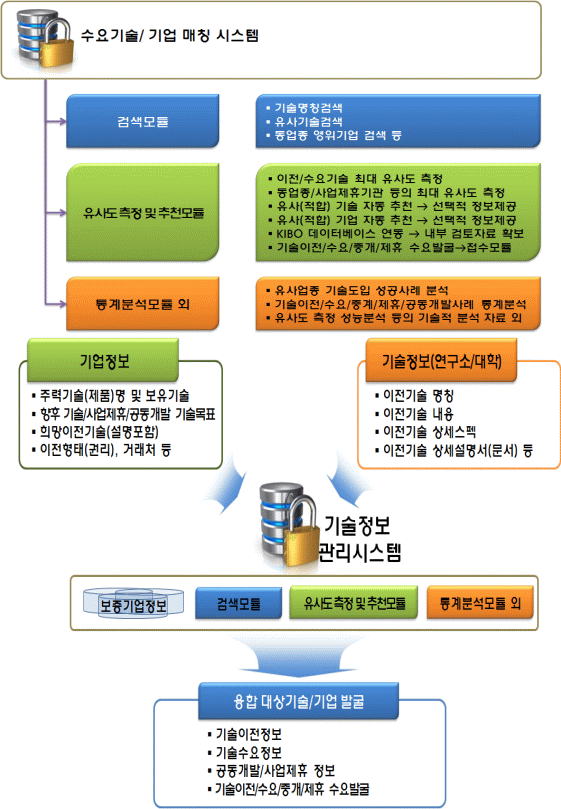 수요기술/ 기업 매칭 시스템
검색모듈
▪ 기술명칭검색
▪ 유사기술검색
▪ 동업종 영위기업 검색 등
유사도측정 및 추천모듈
▪ 이전/수요기술 최대 유사도 측정
▪ 동업종/사업제휴기관 등의 최대 유사도 측정
▪ 유사(적합) 기술 자동 추천 → 선택적 정보제공
▪ 유사(적합) 기업 자동 추천 → 선택적 정보제공
▪ KIBO 데이터베이스 연동 → 내부 검토자료 확보
▪ 기술이전/수요/중개/제휴 수요발굴→접수모듈
통계분석모듈 외
▪ 유사업종 기술도입 성공사례 분석
▪ 기술이전/수요/중계/제휴/공동개발사례 통계분석
▪ 유사도 측정 성능분석 등의 기술적 분석 자료 외
기업정보
▪ 주력기술(제품)명 및 보유기술
▪ 향후 기술/사업제휴/공동개발 기술목표
▪ 희망이전기술(설명포함)
▪ 이전형태(권리), 거래처 등
기술정보(연구소/대학)
▪ 이전기술 명칭
▪ 이전기술 내용
▪ 이전기술 상세스펙
▪ 이전기술 상세설명서(문서) 등
기술정보
관리시스템
보증기업정보
검색모듈
유사도측정 및 추천모듈
통계분석모듈 외
융합 대상기술/기업 발굴
▪ 기술이전정보
▪ 기술수요정보
▪ 공동개발/사업제휴 정보
▪ 기술이전/수요/중개/제휴 수요발굴